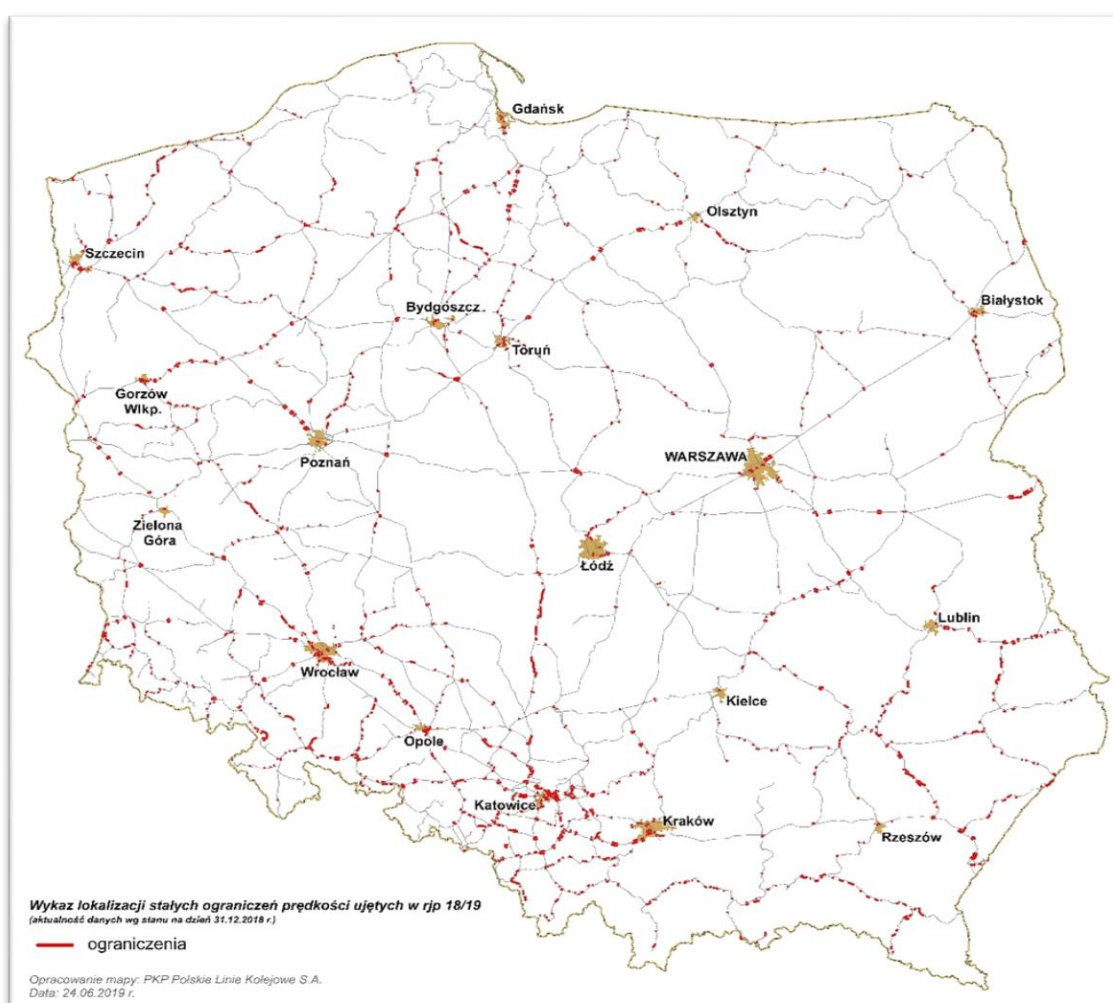 Gdańsk
Olsztyn
Szczecin
Białystok
Bydgoszcz
Toruń
Gorzów
Wlkp.
WARSZAWA
Poznań
Zielona
Góra
Łódź
Lublin
Wrocław
Kielce
Opole
Katowice
Kraków
Rzeszów
Wykaz lokalizacji stałych ograniczeń prędkości ujętych w rjp 18/19
(aktualność danych wg stanu na dzień 31.12.2018 r.)
ograniczenia
Opracowanie mapy: PKP Polskie Linie Kolejowe S.A.
Data: 24.06.2019 r.